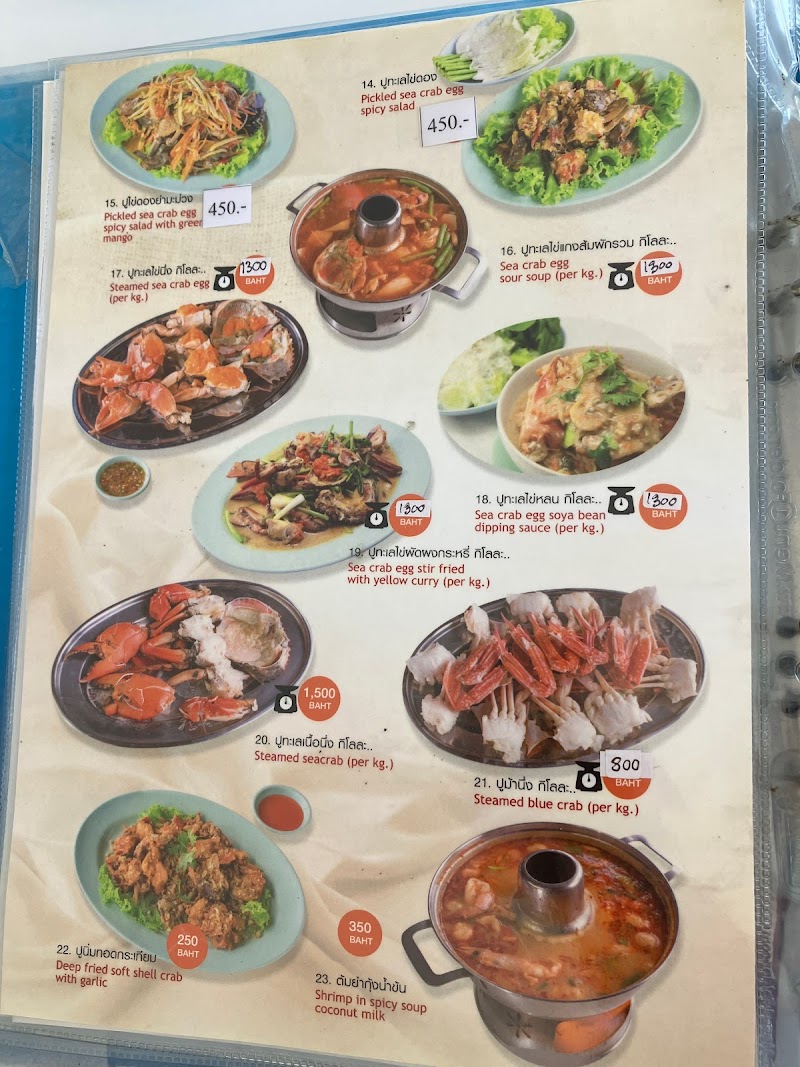 14. ปูทะเลไข่ดอง
Pickled sea crab egg
spicy salad
450.-
15. ปูไข่ดองยำมะม่วง
Pickled sea crab egg
spicy salad with green
mango
450.-
16. ปูทะเลไข่แกงส้มผักรวม กิโลละ..
Sea crab egg
sour soup (per kg.)
1300
BAHT
17. ปูทะเลไข่นึ่ง กิโลละ..
Steamed sea crab egg
(per kg.)
1300
BAHT
18. ปูทะเลไข่หลน กิโลละ..
Sea crab egg soya bean
dipping sauce (per kg.)
1300
BAHT
1300
BAHT
19. ปูทะเลไข่ผัดผงกระหรี่ กิโลละ..
Sea crab egg stir fried
with yellow curry (per kg.)
1,500
BAHT
20. ปูทะเลเนื้อนึ่ง กิโลละ..
Steamed seacrab (per kg.)
800
BAHT
21. ปูม้านึ่ง กิโลละ..
Steamed blue crab (per kg.)
250
BAHT
22. ปูนิ่มทอดกระเทียม
Deep fried soft shell crab
with garlic
350
BAHT
23. ต้มยำกุ้งน้ำข้น
Shrimp in spicy soup
coconut milk